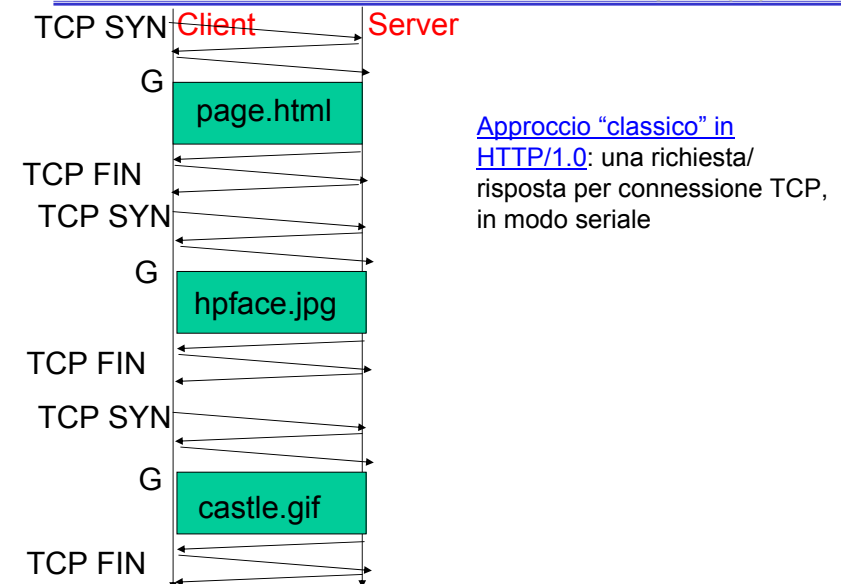 TCP SYN Client Server
G
page.html
Approccio “classico” in
HTTP/1.0: una richiesta/
risposta per connessione TCP,
in modo seriale
TCP FIN
TCP SYN
G
hpface.jpg
TCP FIN
TCP SYN
G
castle.gif
TCP FIN